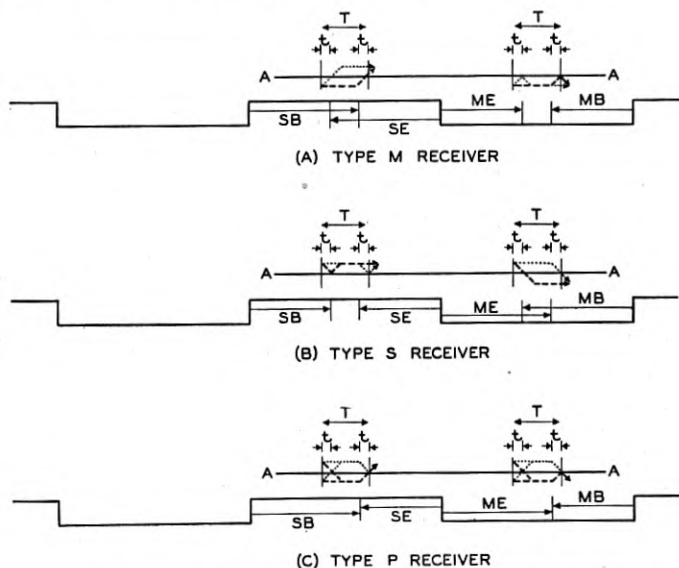 T T
t t t t
A A
SB ME MB
SE
(A) TYPE M RECEIVER
T T
t t t t
A A
SB SE ME MB
(B) TYPE S RECEIVER
T T
t t t t
A A
SB SE ME MB
(C) TYPE P RECEIVER